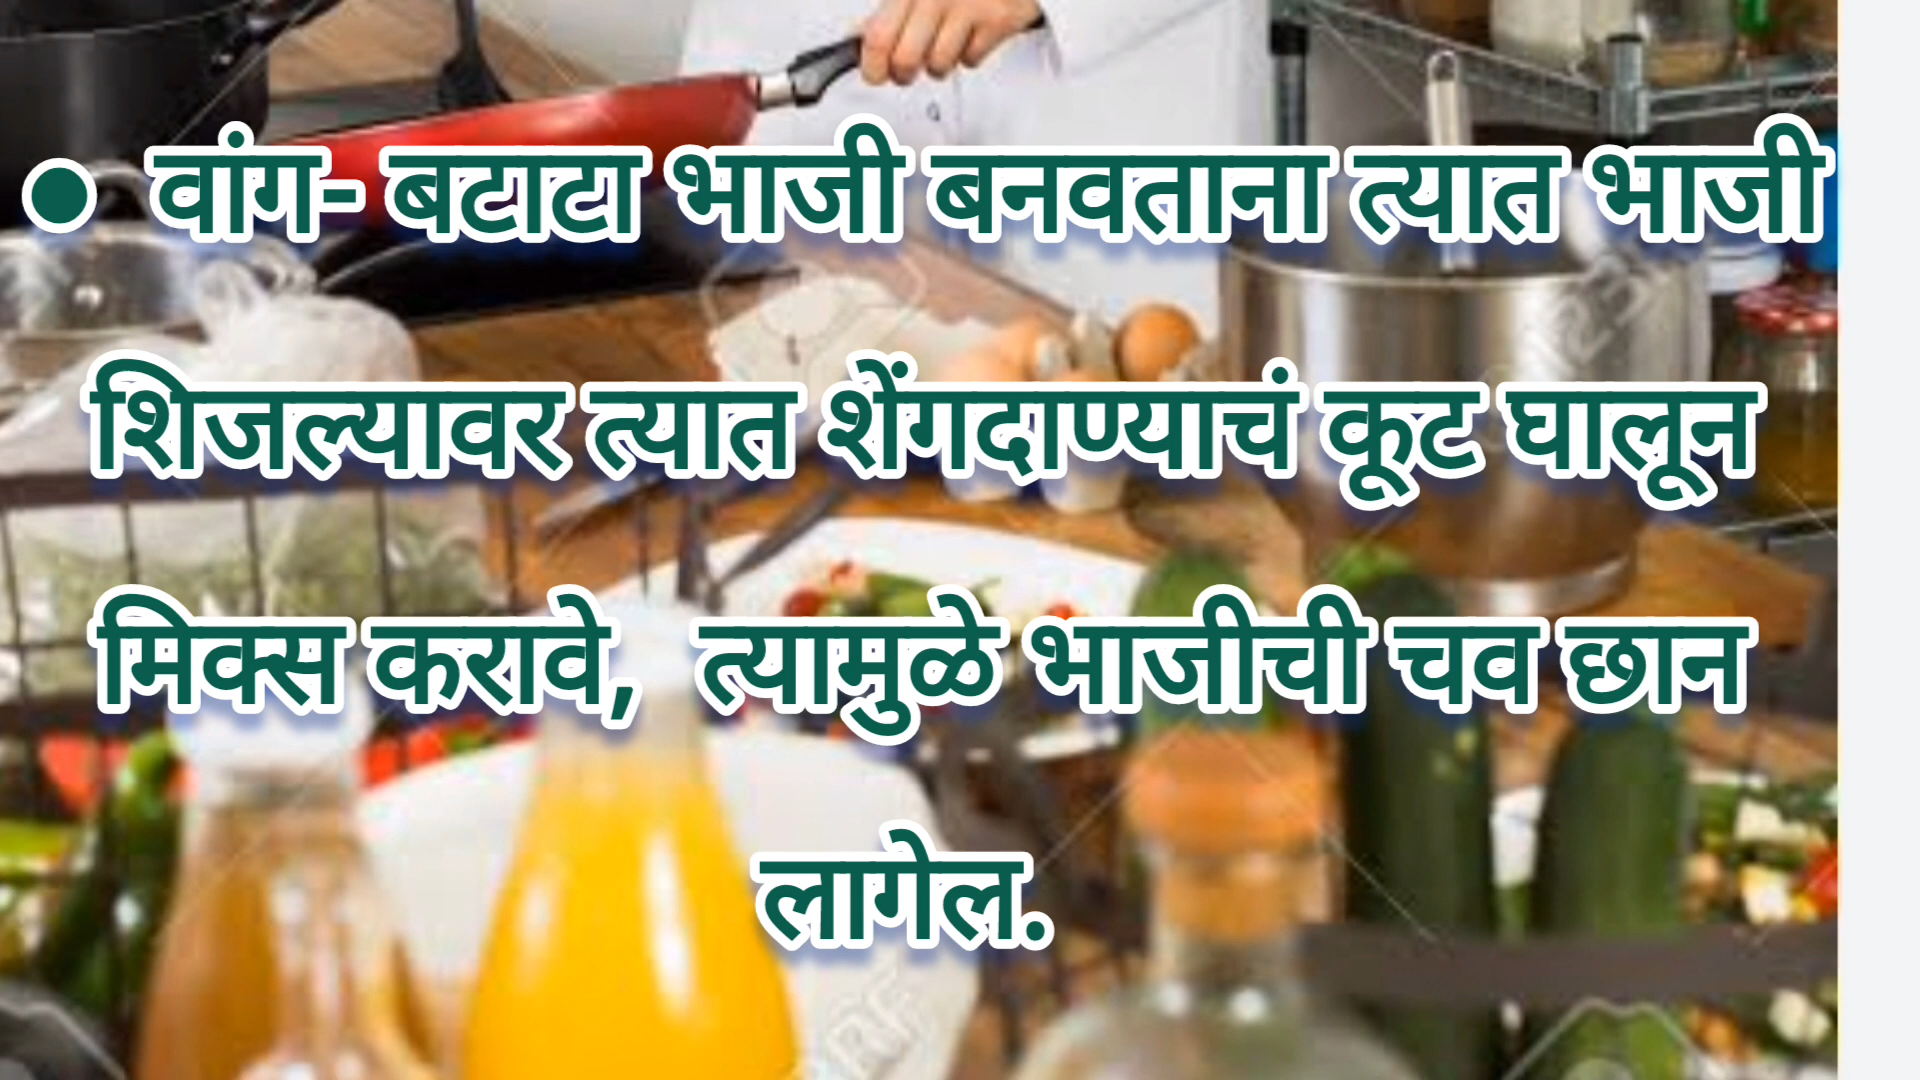 ● वांग- बटाटा भाजी बनवताना त्यात भाजी
शिजल्यावर त्यात शेंगदाण्याचं कूट घालून
मिक्स करावे, त्यामुळे भाजीची चव छान
लागेल.